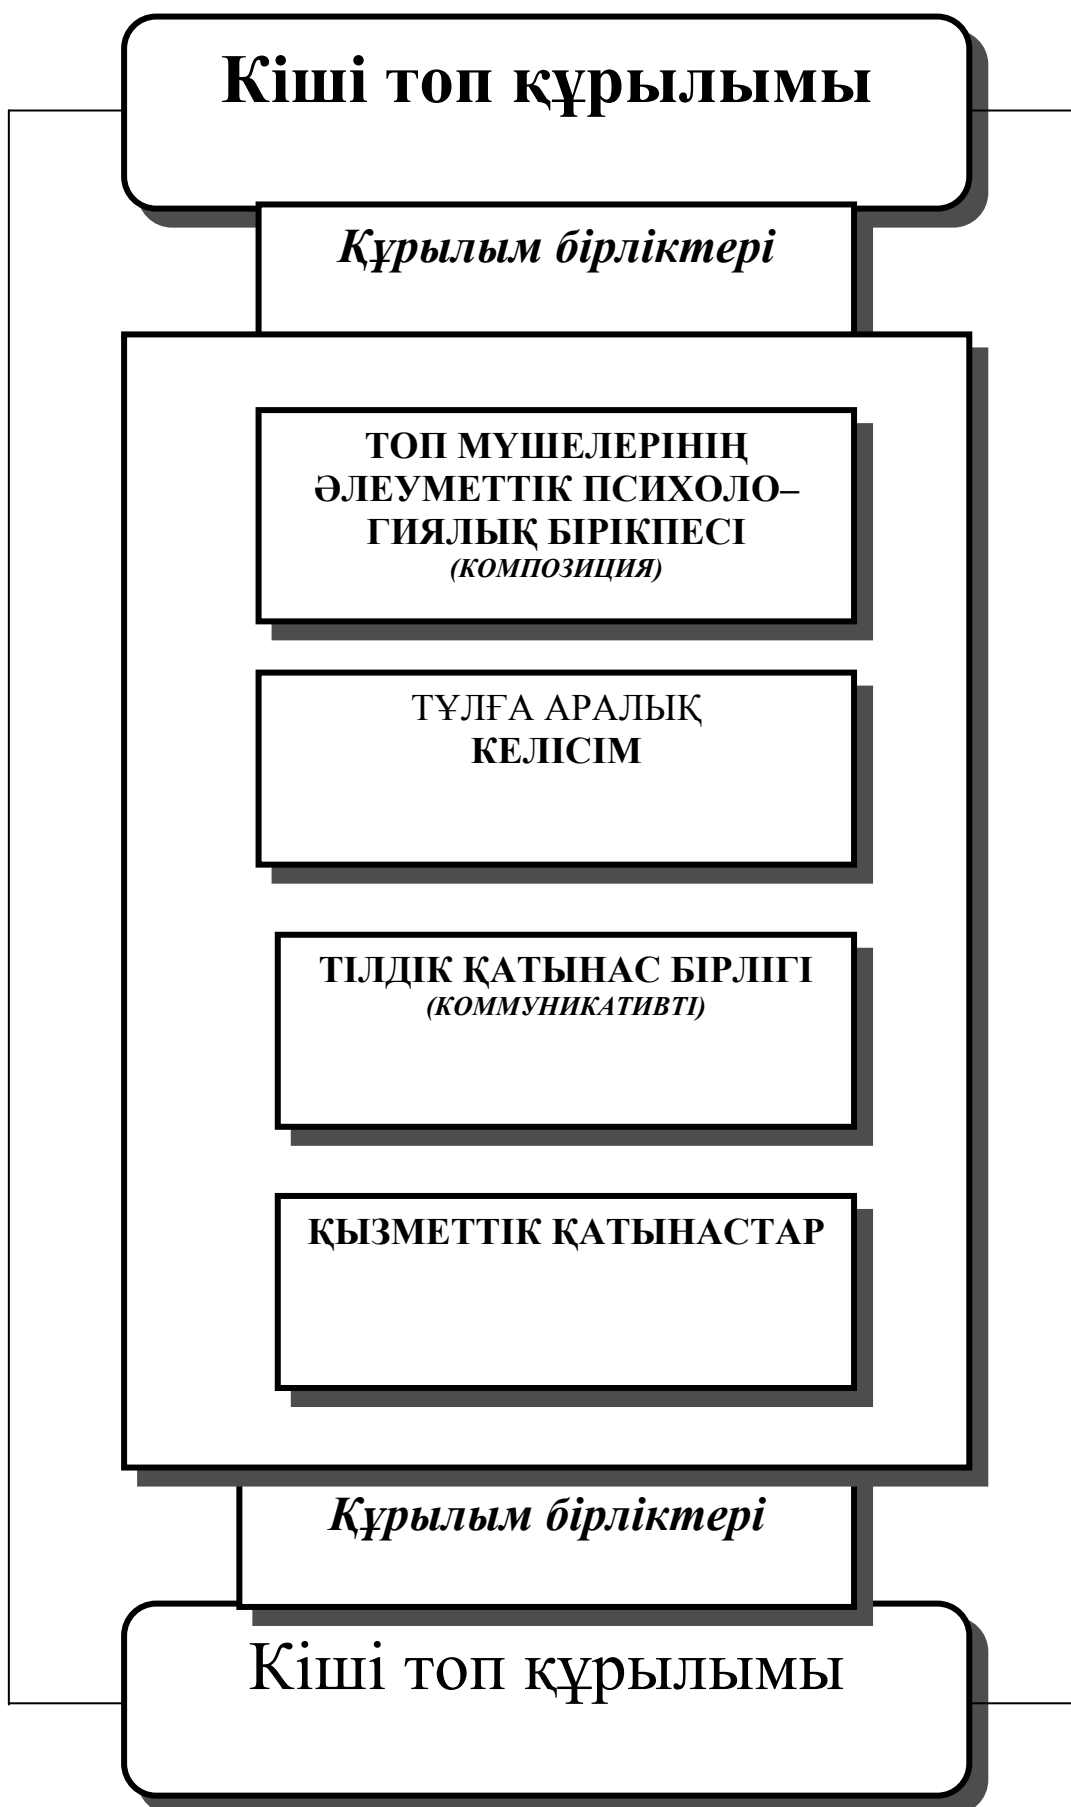 Кіші топ құрылымы
Құрылым бірліктері
ТОП МҮШЕЛЕРІНІҢ
ӘЛЕУМЕТТІК ПСИХОЛО–
ГИЯЛЫҚ БІРІКПЕСІ
(КОМПОЗИЦИЯ)
ТҰЛҒА АРАЛЫҚ
КЕЛІСІМ
ТІЛДІК ҚАТЫНАС БІРЛІГІ
(КОММУНИКАТИВТІ)
ҚЫЗМЕТТІК ҚАТЫНАСТАР
Құрылым бірліктері
Кіші топ құрылымы